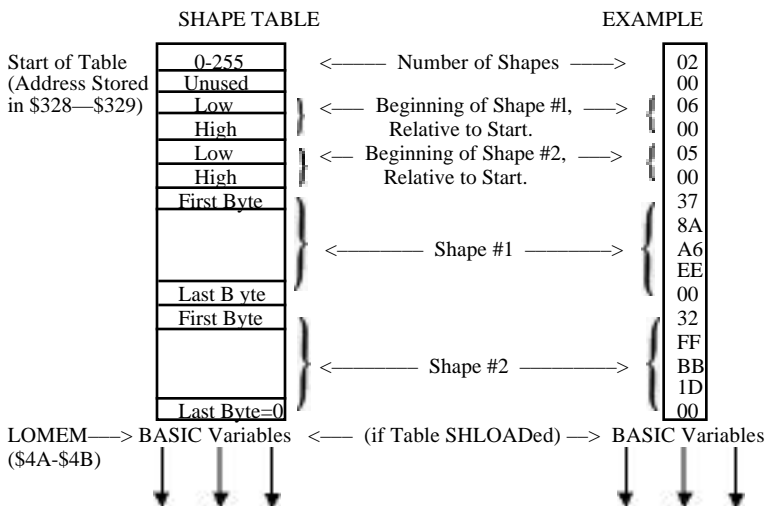 SHAPE TABLE EXAMPLE
Start of Table 0-255 <––––– Number of Shapes ––––> 02
(Address Stored Unused 00
in $328—$329) Low <–– Beginning of Shape #l, –––> 06
High Relative to Start. 00
Low <–– Beginning of Shape #2, –––> 05
High Relative to Start. 00
First Byte 37
8A
<–––––––– Shape #1 ––––––––> A6
EE
Last B yte 00
First Byte 32
FF
<–––––––– Shape #2 ––––––––> BB
1D
Last Byte=0 00
LOMEM–––> BASIC Variables <––– (if Table SHLOADed) ––> BASIC Variables
($4A-$4B)